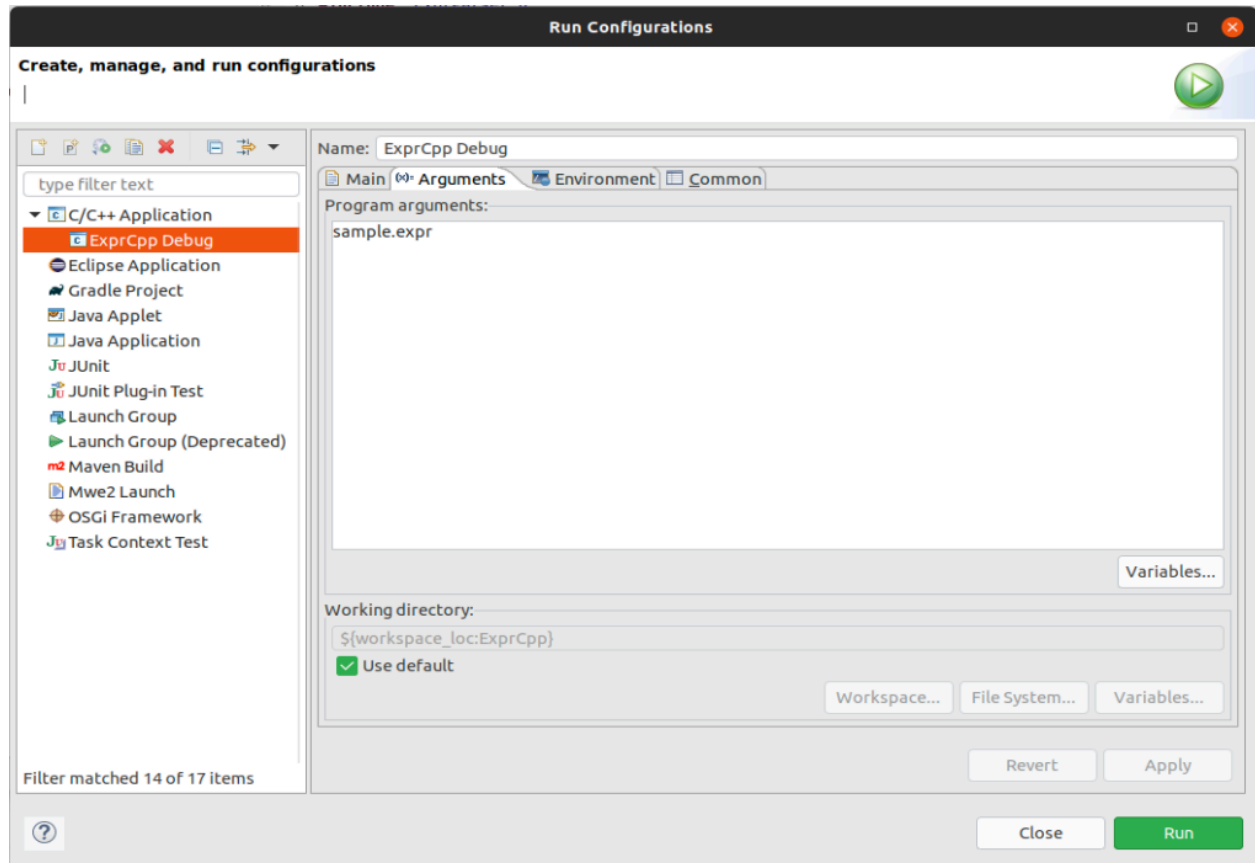 Run Configurations
Create, manage, and run configurations
type filter text
C/C++ Application
ExprCpp Debug
Eclipse Application
Gradle Project
Java Applet
Java Application
JUnit
JUnit Plug-in Test
Launch Group
Launch Group (Deprecated)
Maven Build
Mwe2 Launch
OSGi Framework
Task Context Test
Filter matched 14 of 17 items
Name: ExprCpp Debug
Main (x)= Arguments Environment Common
Program arguments:
sample.expr
Variables...
Working directory:
${workspace_loc:ExprCpp}
Use default
Workspace... File System... Variables...
Revert Apply
Close Run